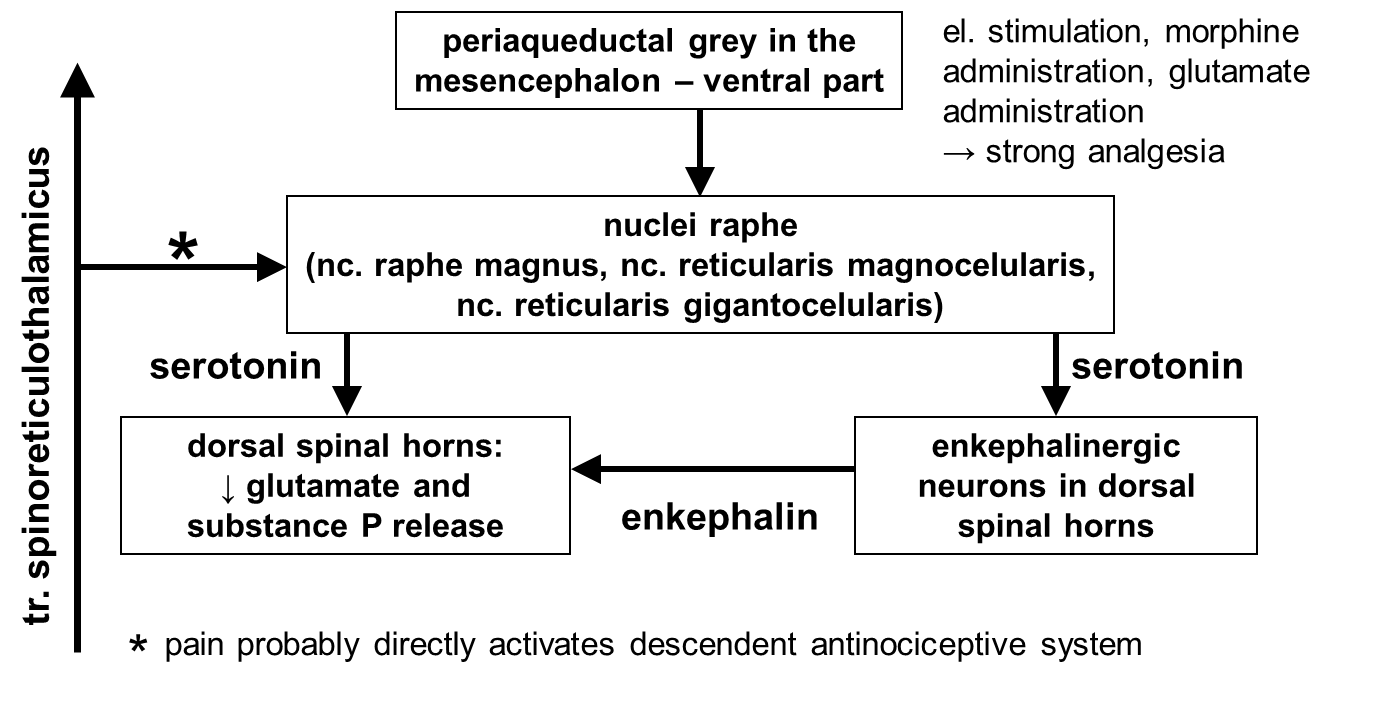 periaqueductal grey in the
mesencephalon – ventral part
el. stimulation, morphine
administration, glutamate
administration
→ strong analgesia
tr. spinoreticulothalamicus
*
nuclei raphe
(nc. raphe magnus, nc. reticularis magnocelularis,
nc. reticularis gigantocelularis)
serotonin
serotonin
dorsal spinal horns:
↓ glutamate and
substance P release
enkephalin
enkephalinergic
neurons in dorsal
spinal horns
* pain probably directly activates descendent antinociceptive system